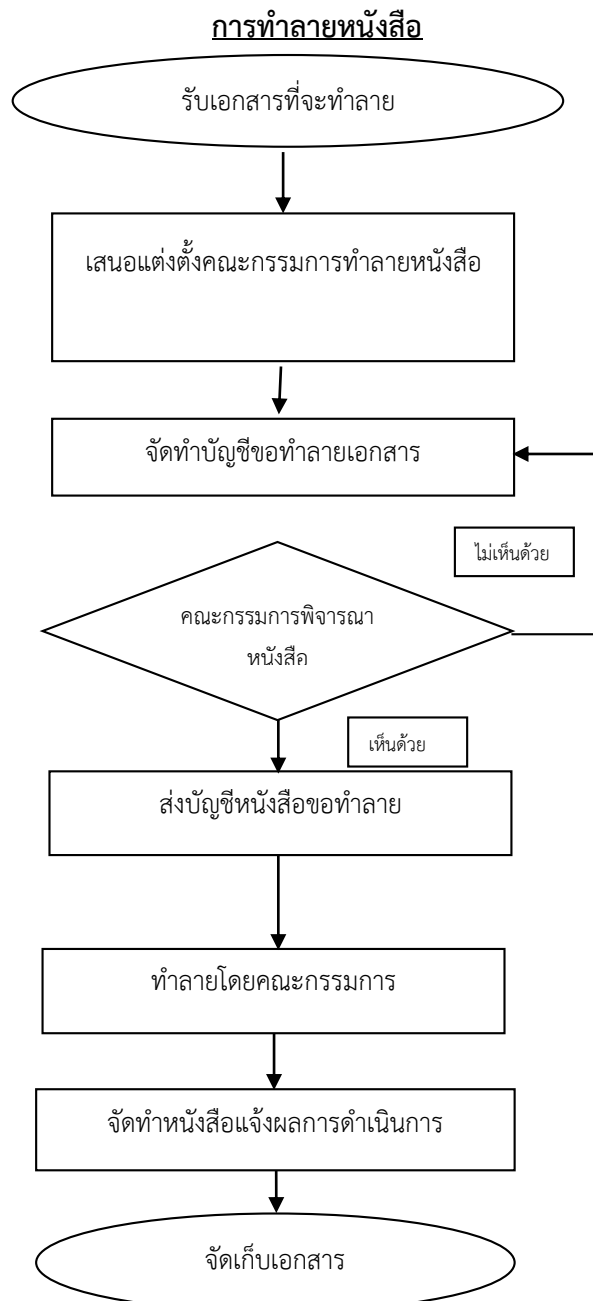 การทำลายหนังสือ
รับเอกสารที่จะทำลาย
เสนอแต่งตั้งคณะกรรมการทำลายหนังสือ
จัดทำบัญชีขอทำลายเอกสาร
ไม่เห็นด้วย
คณะกรรมการพิจารณา
หนังสือ
เห็นด้วย
ส่งบัญชีหนังสือขอทำลาย
ทำลายโดยคณะกรรมการ
จัดทำหนังสือแจ้งผลการดำเนินการ
จัดเก็บเอกสาร